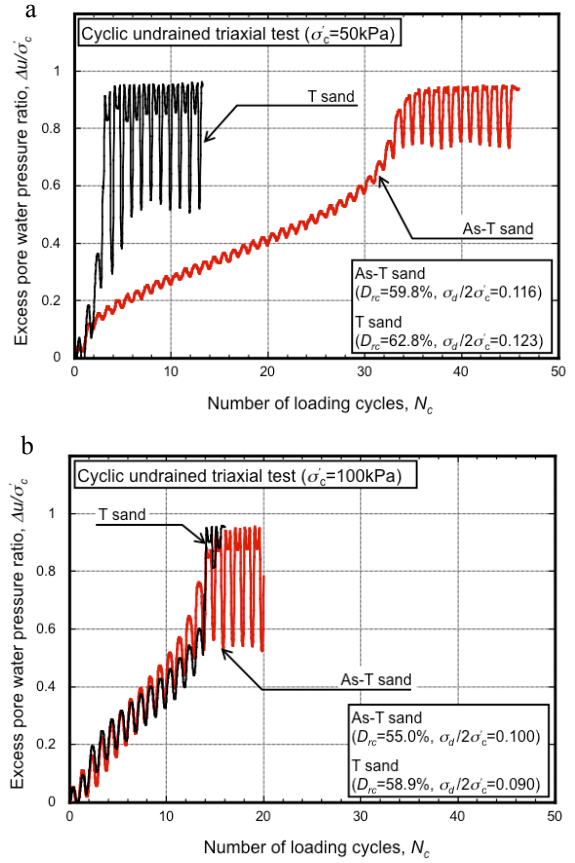 a
Cyclic undrained triaxial test (σ'c=50kPa)
Excess pore water pressure ratio, Δu/σ'c
1
0.8
0.6
0.4
0.2
0
T sand
As-T sand
As-T sand
(Drc=59.8%, σd/2σ'c=0.116)
T sand
(Drc=62.8%, σd/2σ'c=0.123)
0 10 20 30 40 50
Number of loading cycles, Nc
b
Cyclic undrained triaxial test (σ'c=100kPa)
Excess pore water pressure ratio, Δu/σ'c
1
0.8
0.6
0.4
0.2
0
T sand
As-T sand
As-T sand
(Drc=55.0%, σd/2σ'c=0.100)
T sand
(Drc=58.9%, σd/2σ'c=0.090)
0 10 20 30 40 50
Number of loading cycles, Nc